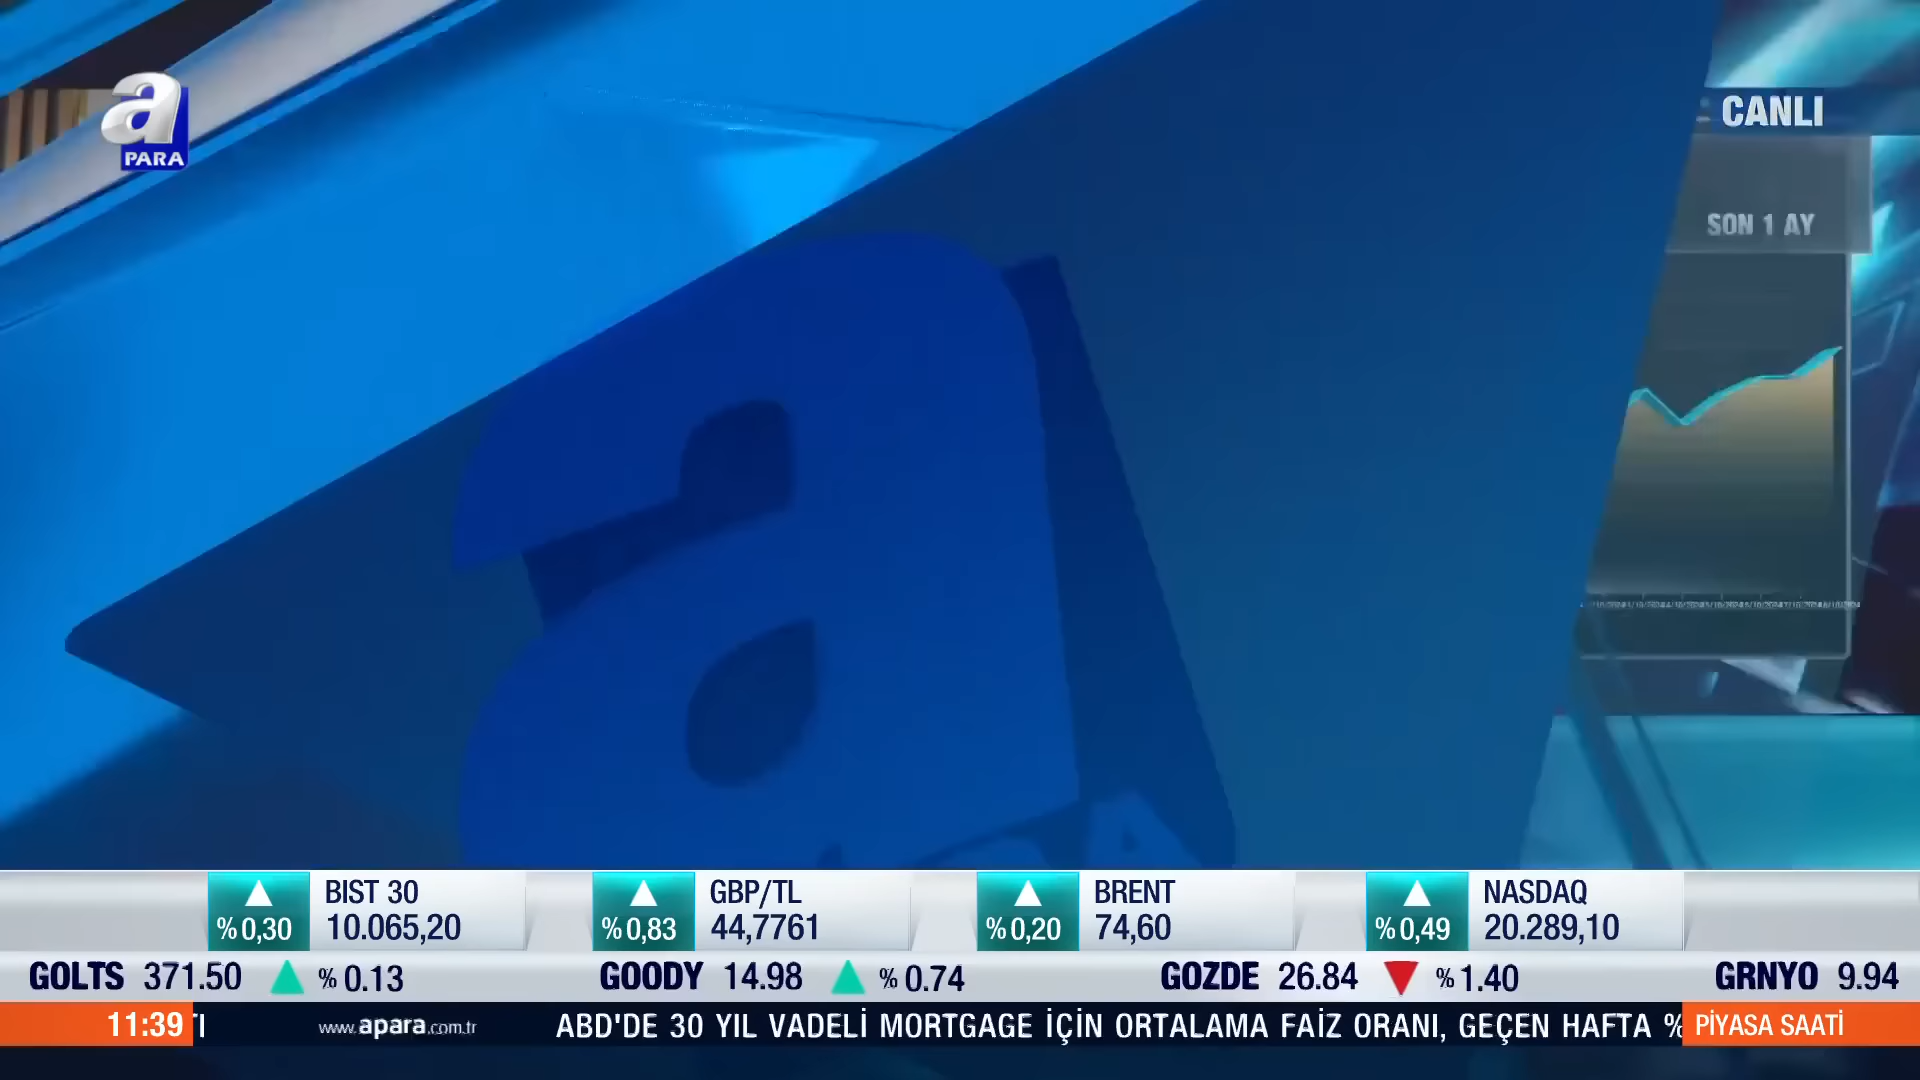 a
PARA
CANLI
SON 1 AY
a
%0,30
BIST 30
10.065,20
%0,83
GBP/TL
44,7761
%0,20
BRENT
74,60
%0,49
NASDAQ
20.289,10
GOLTS 371.50 % 0.13 GOODY 14.98 % 0.74 GOZDE 26.84 % 1.40 GRNYO 9.94
11:39 www.apara.com.tr ABD'DE 30 YIL VADELİ MORTGAGE İÇİN ORTALAMA FAİZ ORANI, GEÇEN HAFTA % PİYASA SAATİ